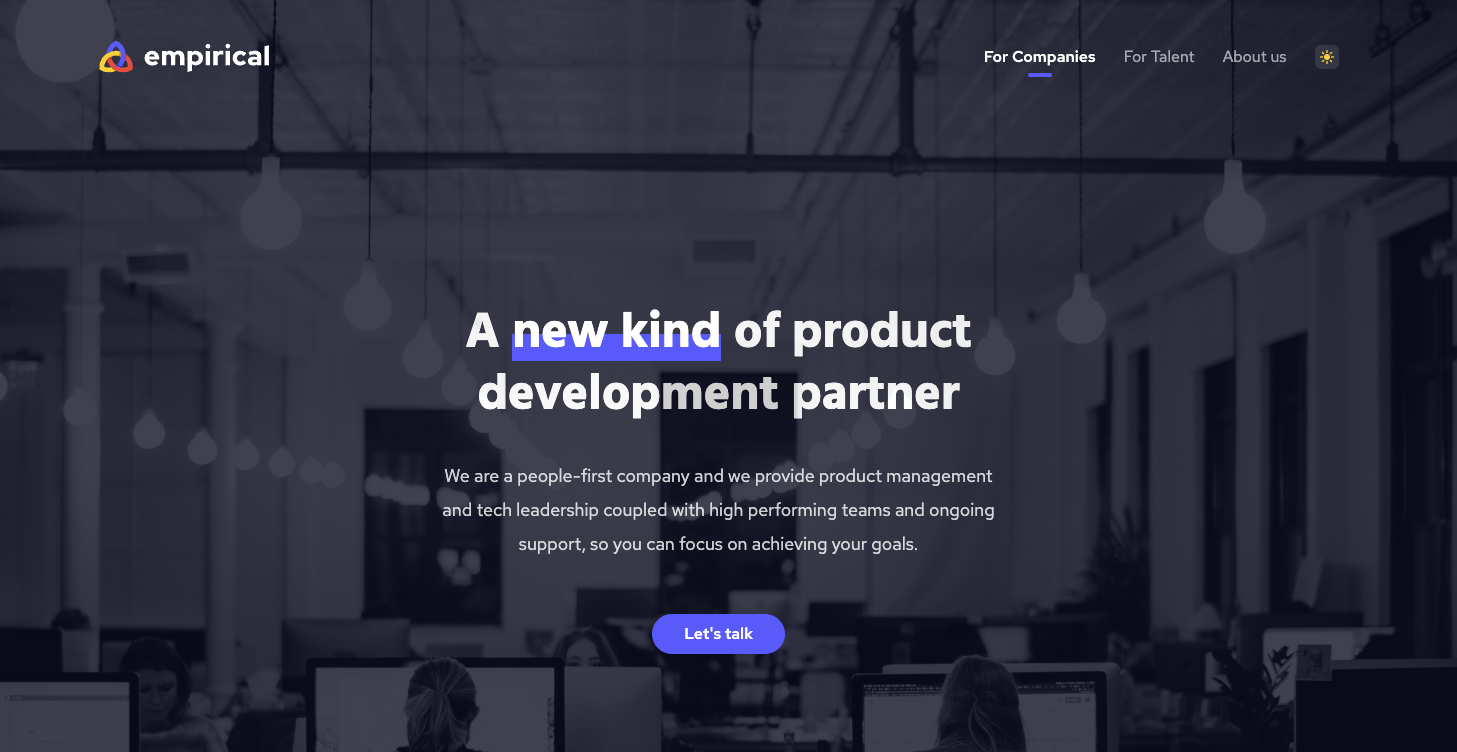 empirical
For Companies
For Talent
About us
A new kind of product
development partner
We are a people-first company and we provide product management
and tech leadership coupled with high performing teams and ongoing
support, so you can focus on achieving your goals.
Let's talk